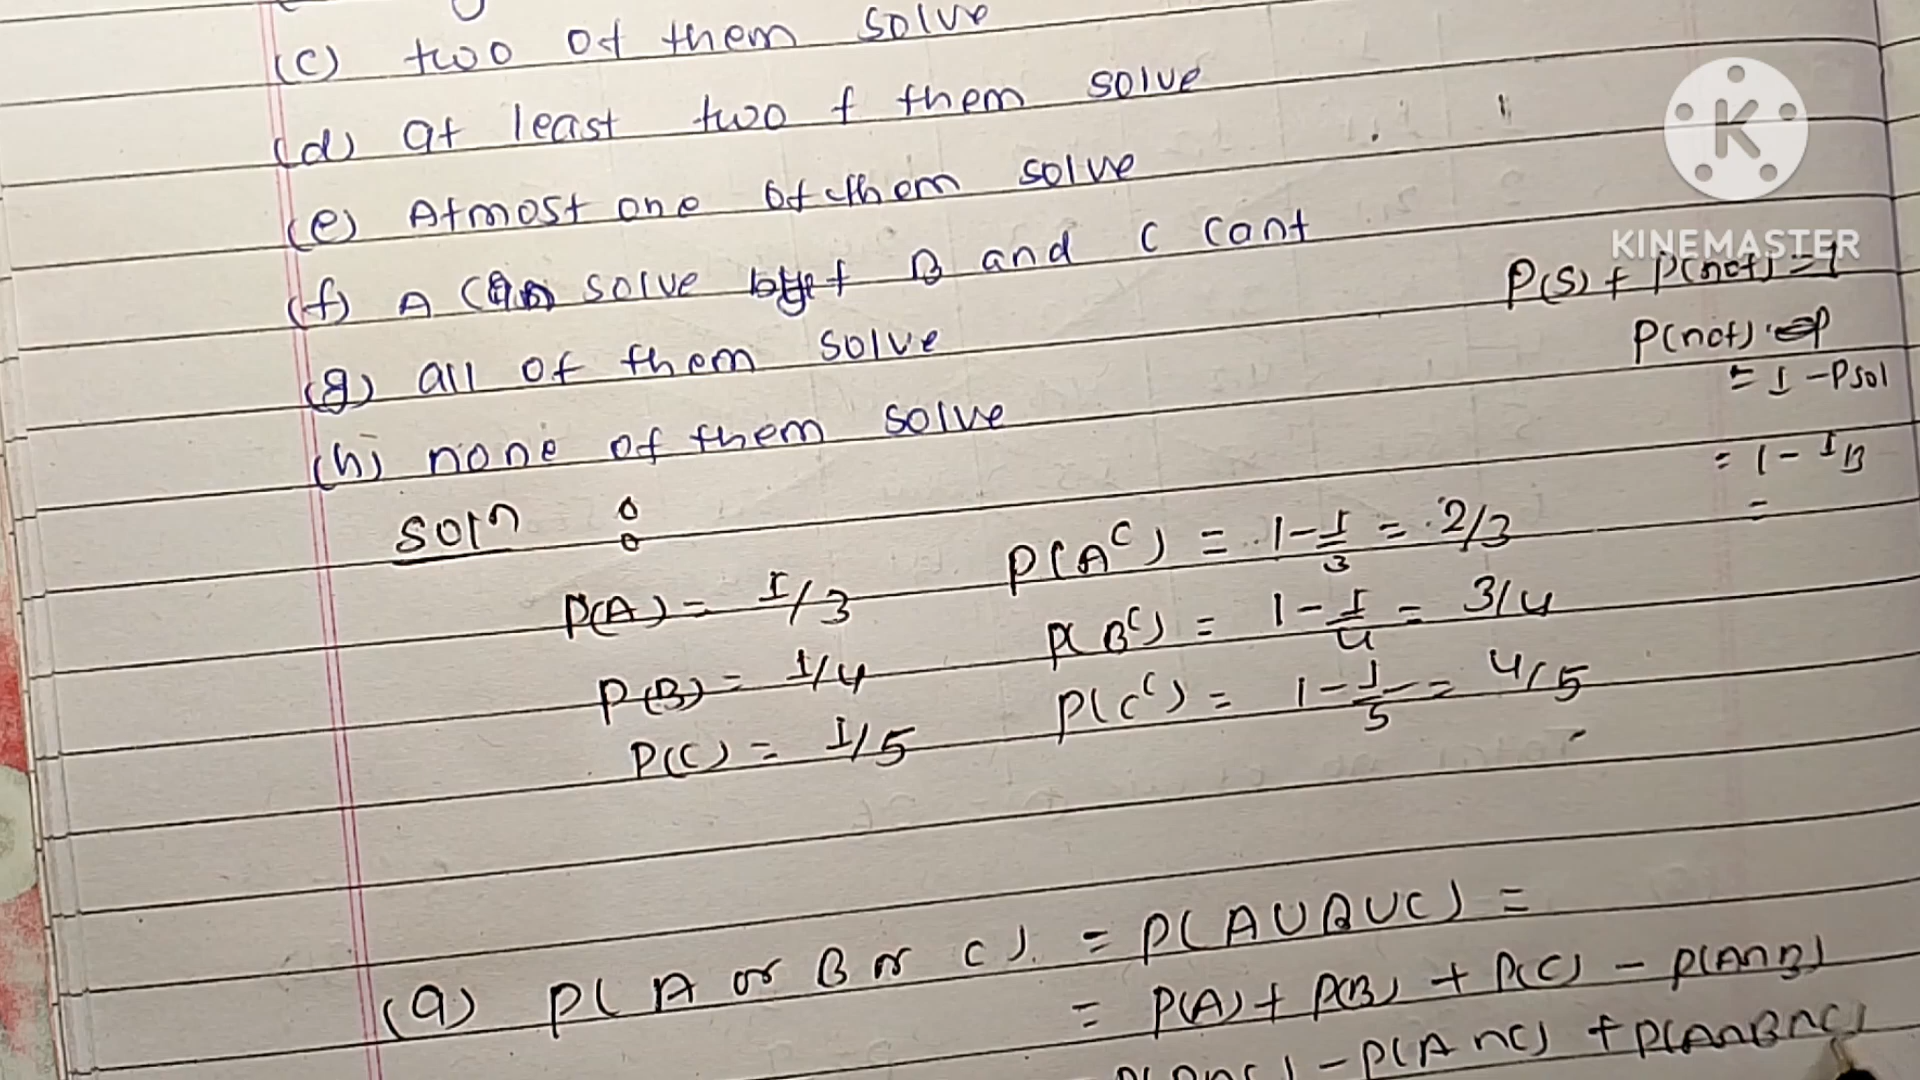 (c) two of them solve
(d) at least two f them solve
(e) Atmost one of them solve
(f) A can solve but B and C cant
(g) all of them solve
(h) none of them solve
KINEMASTER
P(S) + P(not) = 1
P(not)
= 1 - P sol
= 1 - 1/3
=
Soln :
P(A) = 1/3 P(A^c) = 1 - 1/3 = 2/3
P(B) = 1/4 P(B^c) = 1 - 1/4 = 3/4
P(C) = 1/5 P(C^c) = 1 - 1/5 = 4/5
(a) P(A or B or C) = P(A∪B∪C) =
= P(A) + P(B) + P(C) - P(A∩B)
- P(A∩C) + P(A∩B∩C)